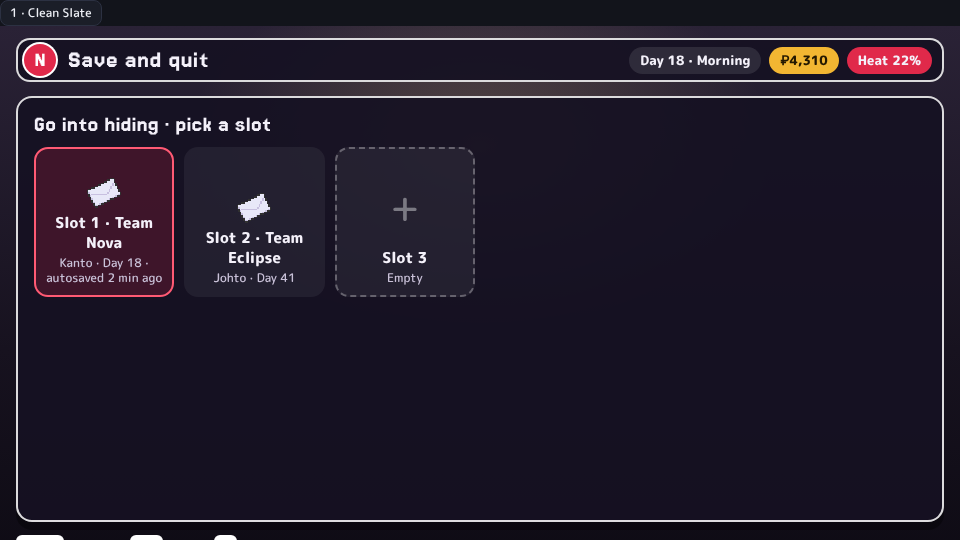 1 · Clean Slate
N
Save and quit
Day 18 · Morning
₽4,310
Heat 22%
Go into hiding · pick a slot
Slot 1 · Team
Nova
Kanto · Day 18 ·
autosaved 2 min ago
Slot 2 · Team
Eclipse
Johto · Day 41
Slot 3
Empty